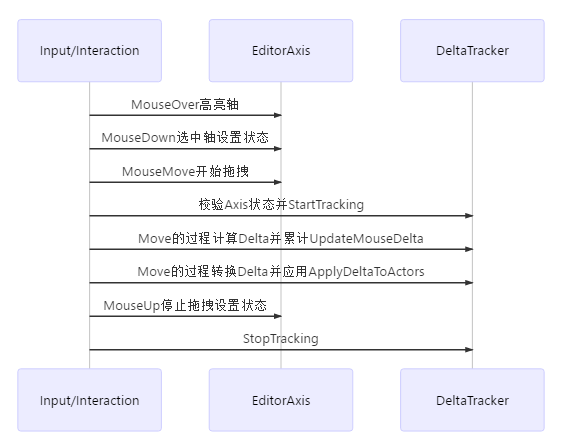 Input/Interaction
EditorAxis
DeltaTracker
MouseOver高亮轴
MouseDown选中轴设置状态
MouseMove开始拖拽
校验Axis状态并StartTracking
Move的过程计算Delta并累计UpdateMouseDelta
Move的过程转换Delta并应用ApplyDeltaToActors
MouseUp停止拖拽设置状态
StopTracking
Input/Interaction
EditorAxis
DeltaTracker